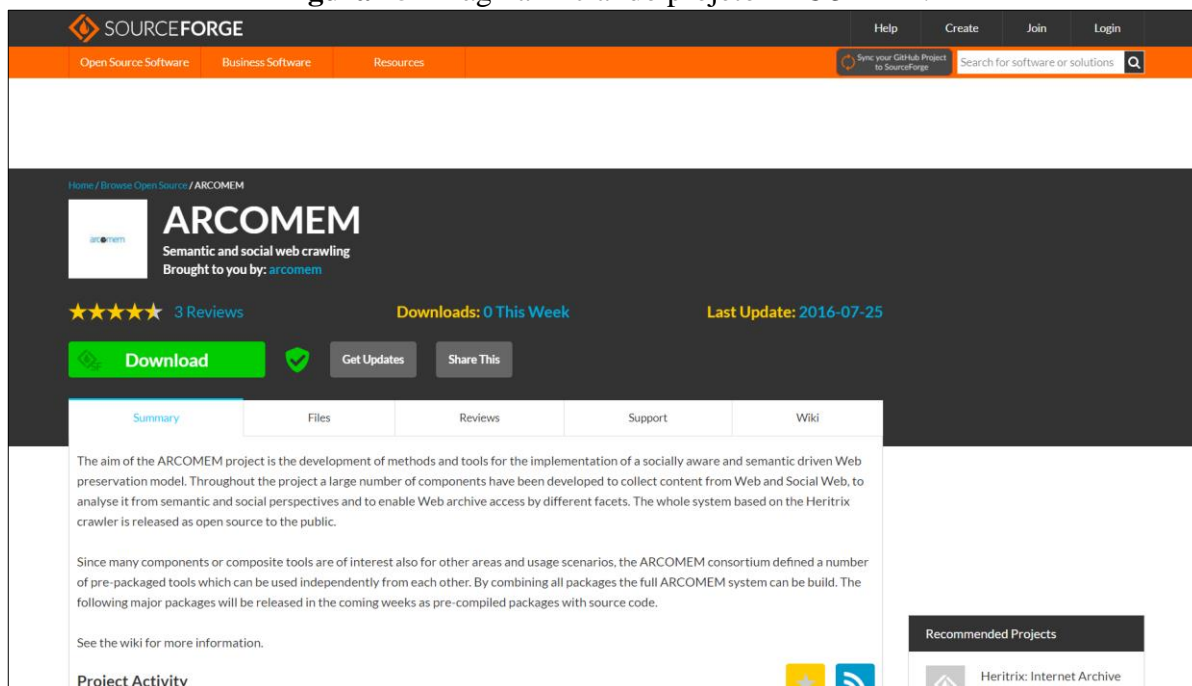 SOURCEFORGE
Help Create Join Login
Open Source Software Business Software Resources
Sync your GitHub Project
to SourceForge
Search for software or solutions
Home / Browse Open Source / ARCOMEM
arcomem
ARCOMEM
Semantic and social web crawling
Brought to you by: arcomem
3 Reviews Downloads: 0 This Week Last Update: 2016-07-25
Download Get Updates Share This
Summary Files Reviews Support Wiki
The aim of the ARCOMEM project is the development of methods and tools for the implementation of a socially aware and semantic driven Web
preservation model. Throughout the project a large number of components have been developed to collect content from Web and Social Web, to
analyse it from semantic and social perspectives and to enable Web archive access by different facets. The whole system based on the Heritrix
crawler is released as open source to the public.
Since many components or composite tools are of interest also for other areas and usage scenarios, the ARCOMEM consortium defined a number
of pre-packaged tools which can be used independently from each other. By combining all packages the full ARCOMEM system can be build. The
following major packages will be released in the coming weeks as pre-compiled packages with source code.
See the wiki for more information.
Recommended Projects
Project Activity
Heritrix: Internet Archive